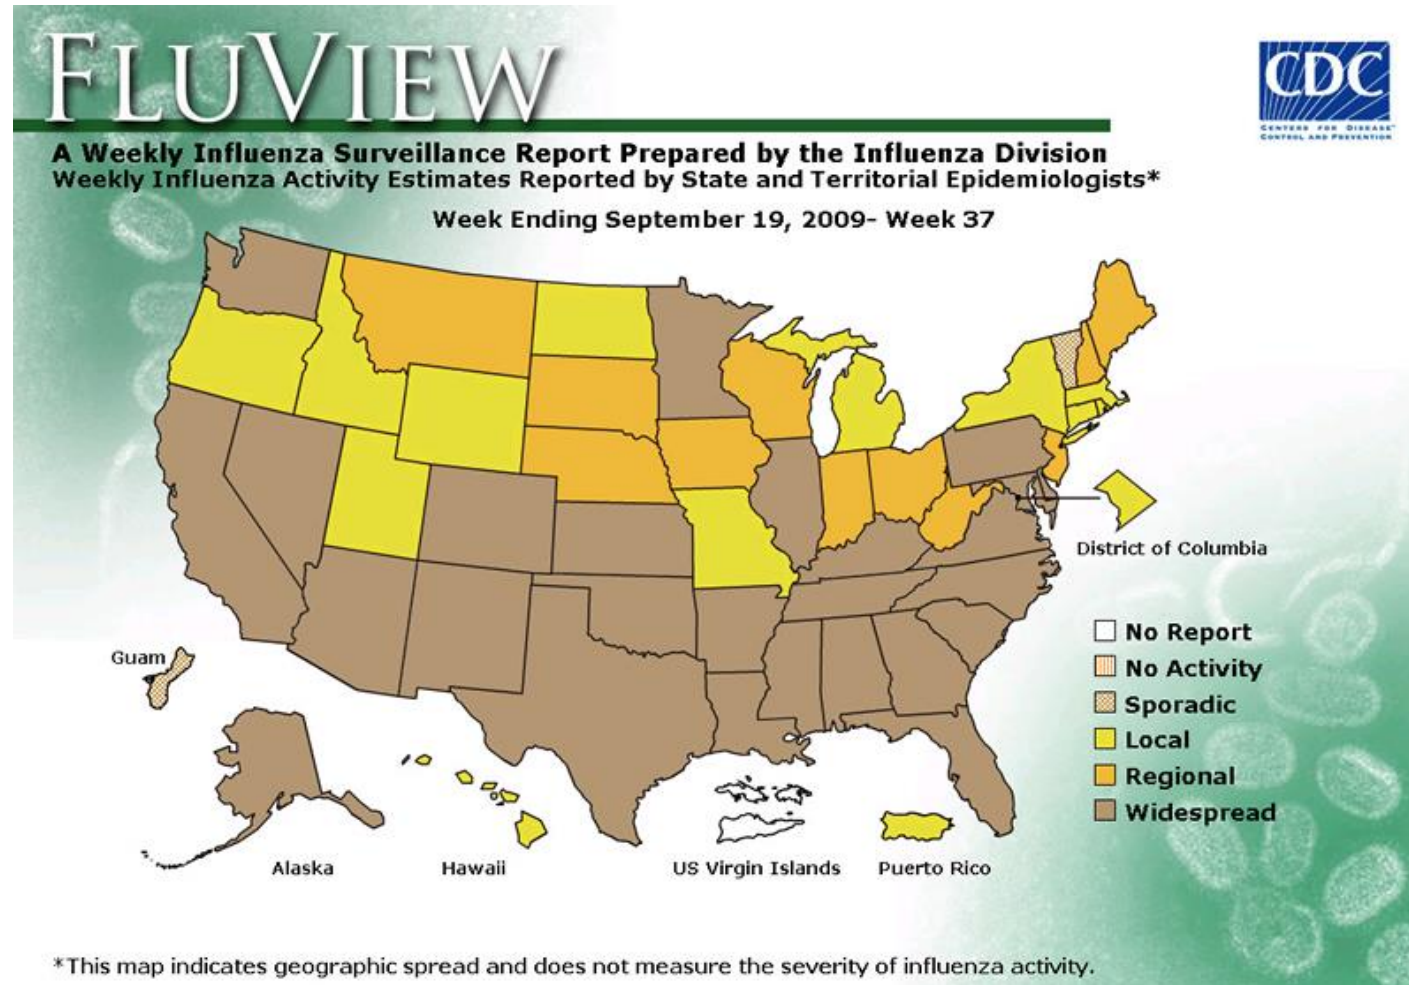 FLUVIEW
CDC
CENTERS FOR DISEASE
CONTROL AND PREVENTION
A Weekly Influenza Surveillance Report Prepared by the Influenza Division
Weekly Influenza Activity Estimates Reported by State and Territorial Epidemiologists*
Week Ending September 19, 2009- Week 37
District of Columbia
No Report
Guam
No Activity
Sporadic
Local
Regional
Widespread
Alaska
Hawaii
US Virgin Islands
Puerto Rico
*This map indicates geographic spread and does not measure the severity of influenza activity.